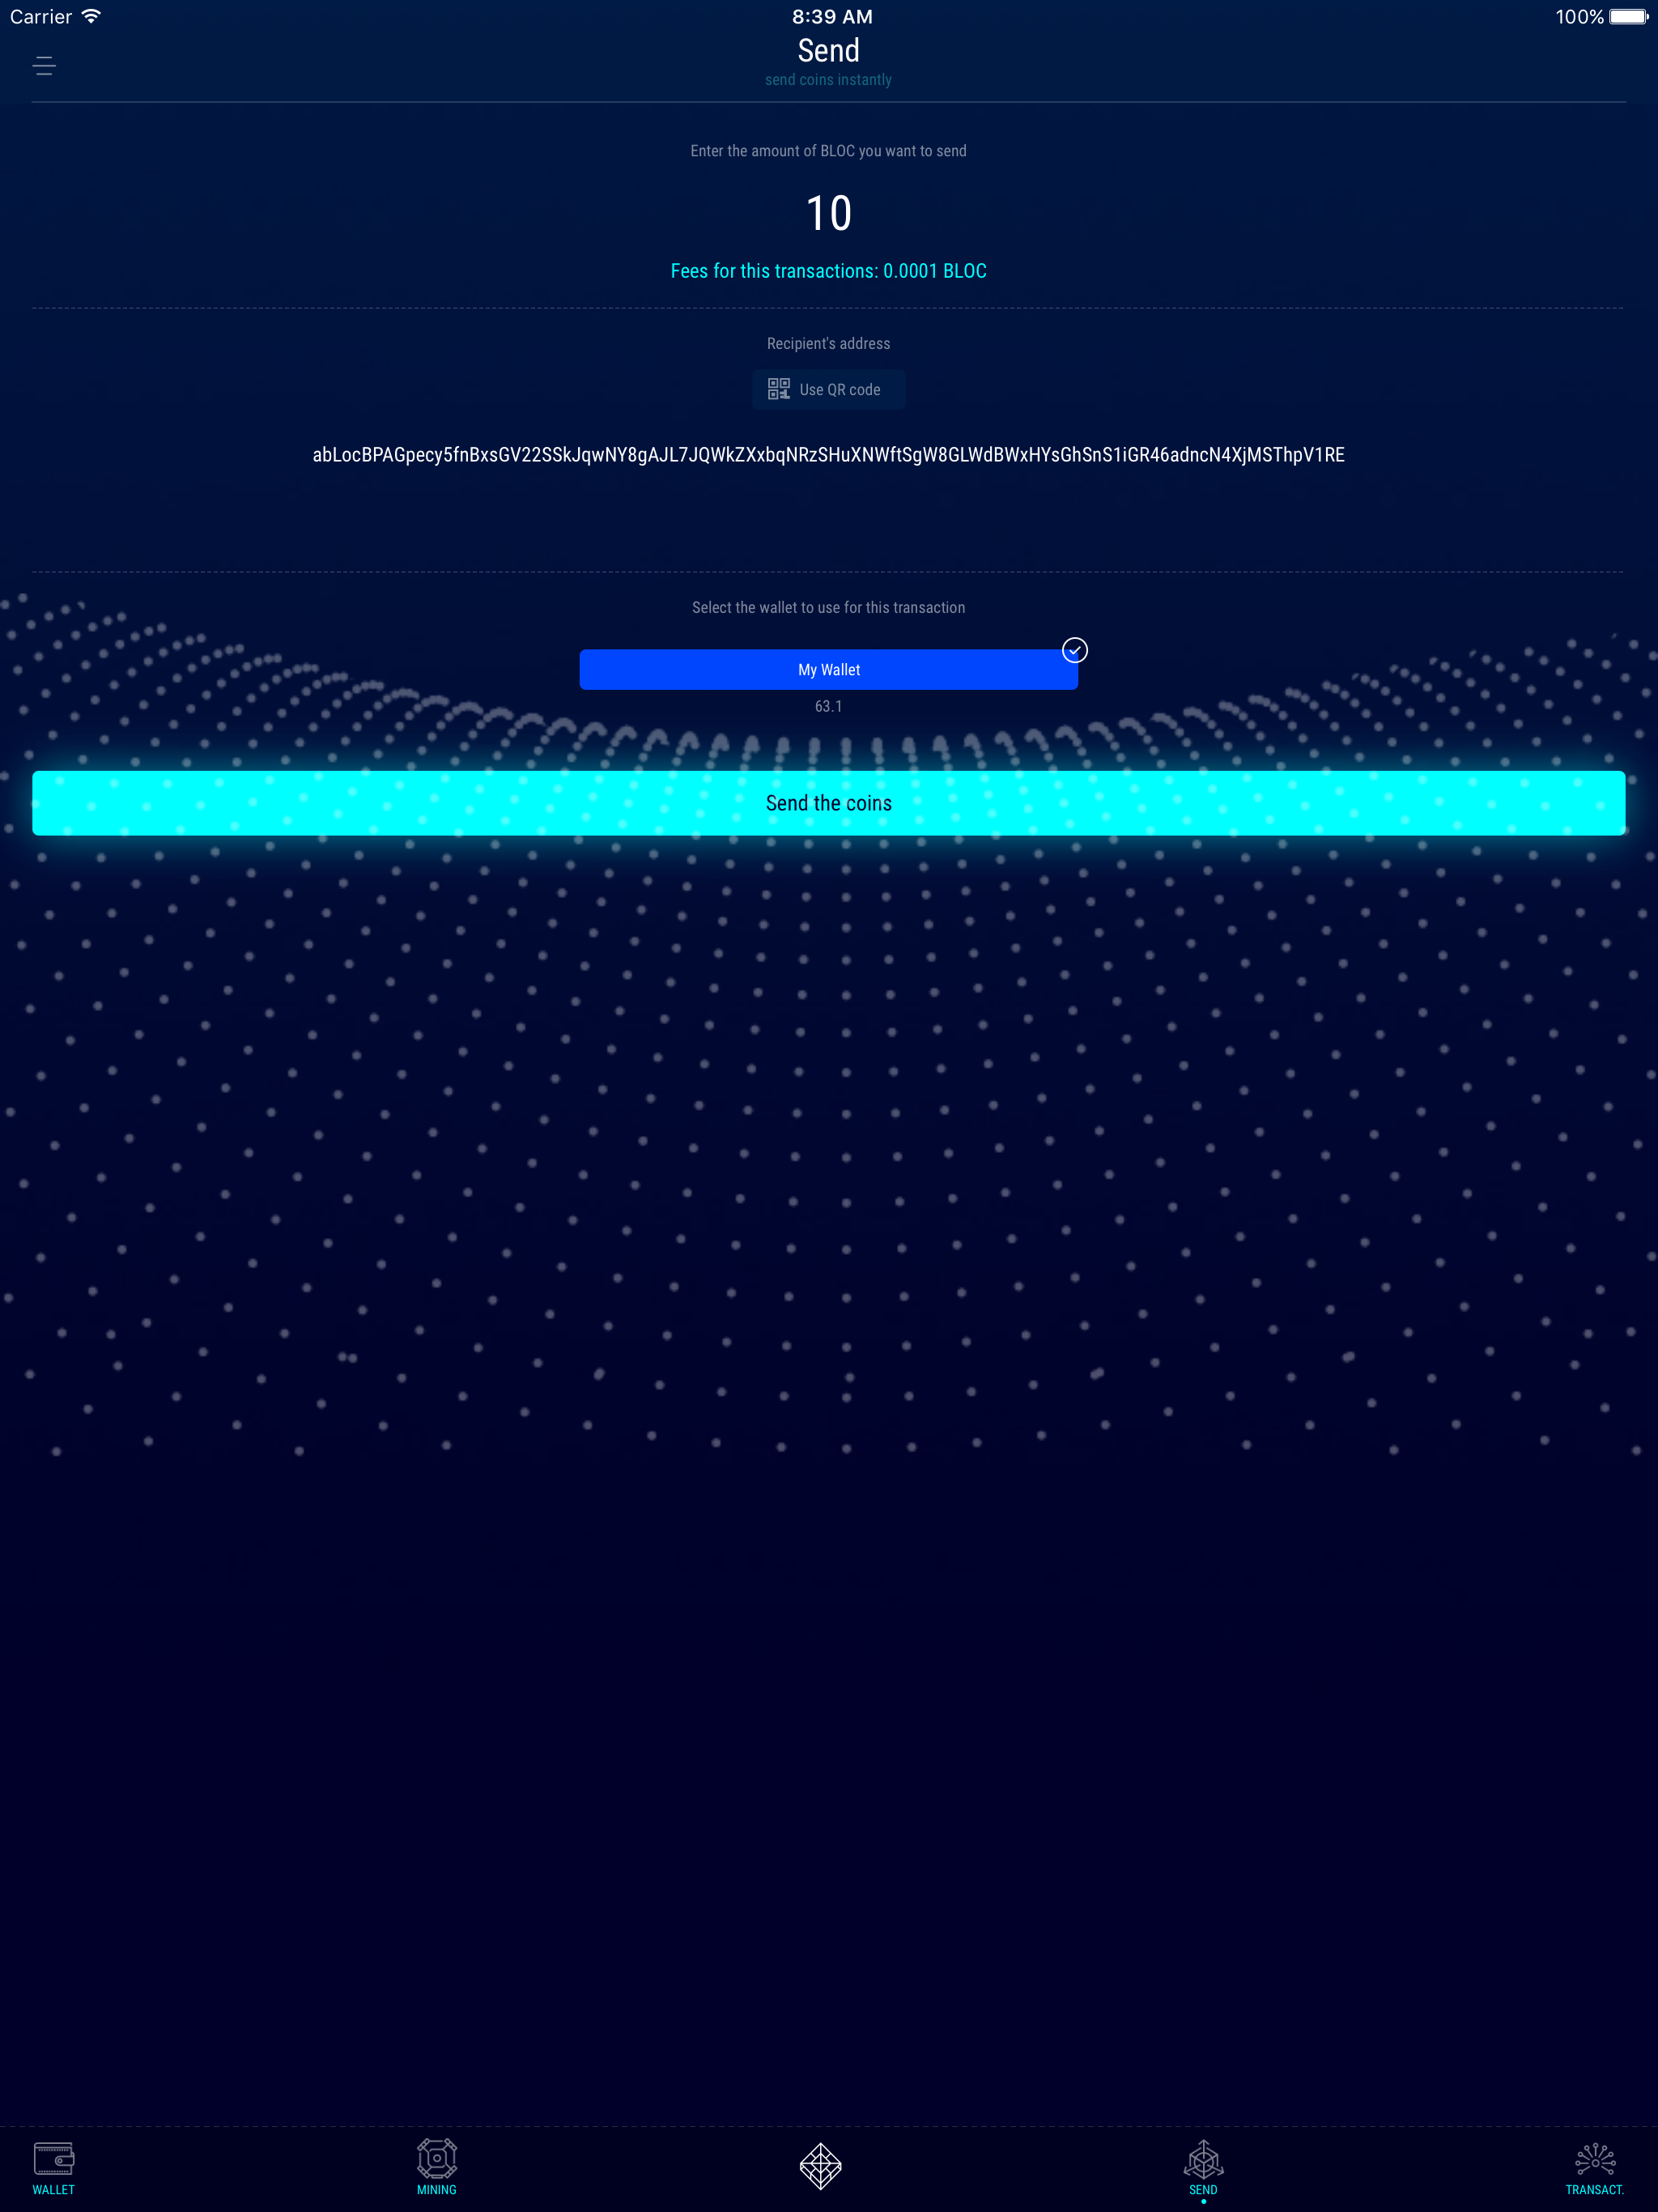 Carrier 8:39 AM 100%
Send
send coins instantly
Enter the amount of BLOC you want to send
10
Fees for this transactions: 0.0001 BLOC
Recipient's address
Use QR code
abLocBPAGpecy5fnBxsGV22SSkJqwNY8gAJL7JQWkZXxbqNRzSHuXNWftSgW8GLWdBWxHYsGhSnS1iGR46adncN4XjMSThpV1RE
Select the wallet to use for this transaction
My Wallet
63.1
Send the coins
WALLET MINING SEND TRANSACT.